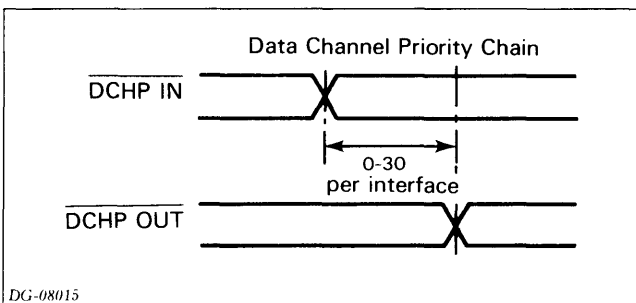 Data Channel Priority Chain
DCHP IN
0-30
per interface
DCHP OUT
DG-08015